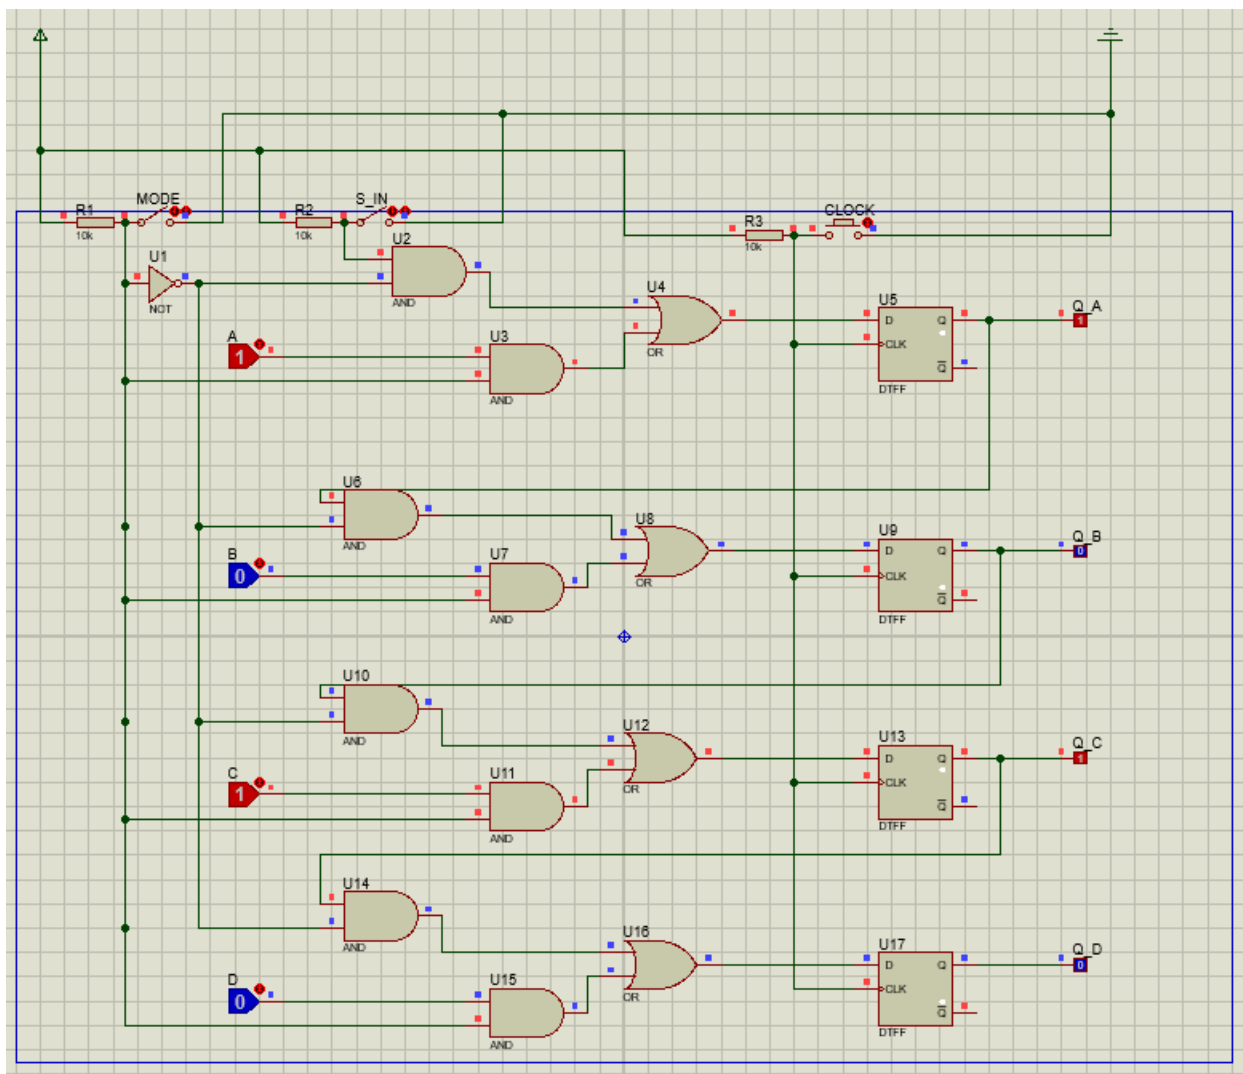 R1
10k
MODE
R2
10k
S_IN
R3
10k
CLOCK
U1
NOT
U2
AND
U4
OR
U5
D
Q
CLK
Q
DTFF
Q_A
1
A
1
U3
AND
U6
AND
U8
OR
U9
D
Q
CLK
Q
DTFF
Q_B
0
B
0
U7
AND
U10
AND
U12
OR
U13
D
Q
CLK
Q
DTFF
Q_C
1
C
1
U11
AND
U14
AND
U16
OR
U17
D
Q
CLK
Q
DTFF
Q_D
0
D
0
U15
AND